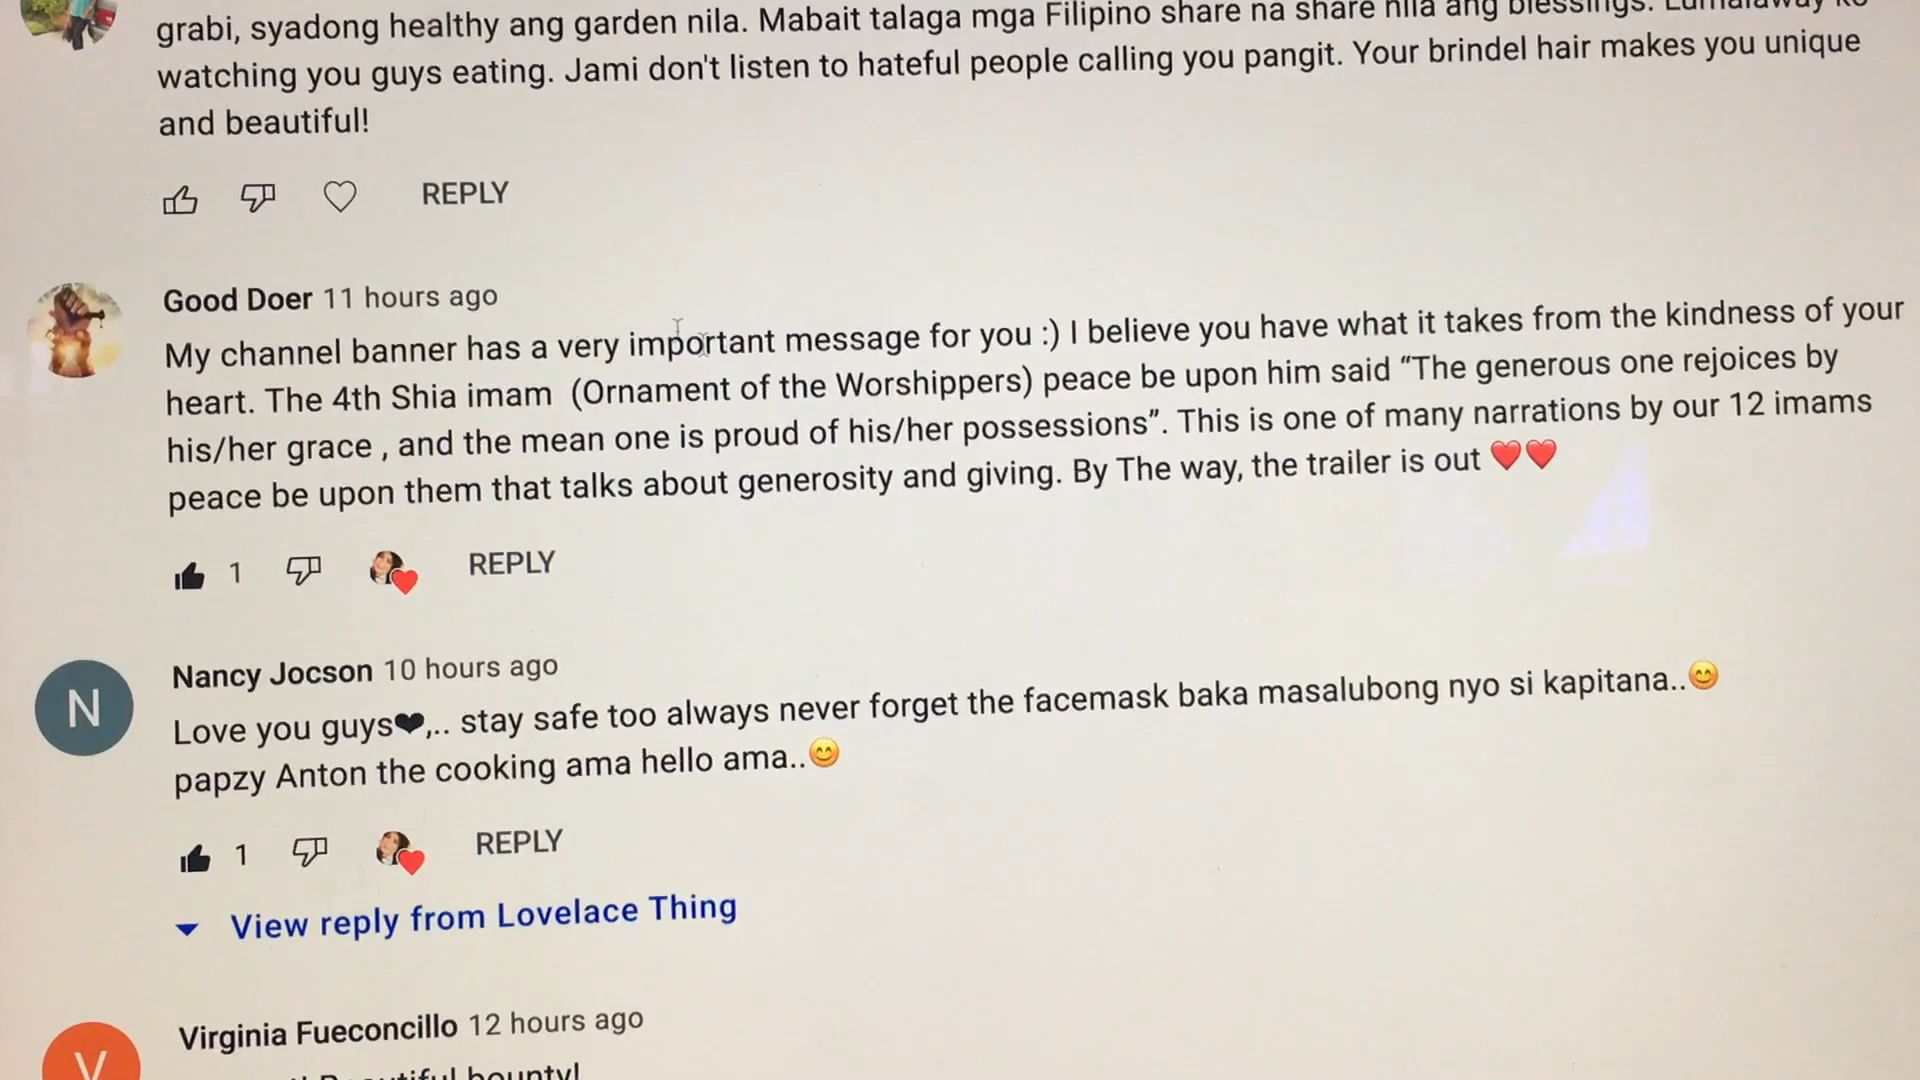 grabi, syadong healthy ang garden nila. Mabait talaga mga Filipino share na share nila ang blessings.
watching you guys eating. Jami don't listen to hateful people calling you pangit. Your brindel hair makes you unique
and beautiful!
REPLY
Good Doer 11 hours ago
My channel banner has a very important message for you :) I believe you have what it takes from the kindness of your
heart. The 4th Shia imam (Ornament of the Worshippers) peace be upon him said “The generous one rejoices by
his/her grace , and the mean one is proud of his/her possessions”. This is one of many narrations by our 12 imams
peace be upon them that talks about generosity and giving. By The way, the trailer is out ❤️❤️
1 REPLY
Nancy Jocson 10 hours ago
Love you guys❤,.. stay safe too always never forget the facemask baka masalubong nyo si kapitana..😊
papzy Anton the cooking ama hello ama..😊
1 REPLY
View reply from Lovelace Thing
Virginia Fueconcillo 12 hours ago
bounty!
N
V